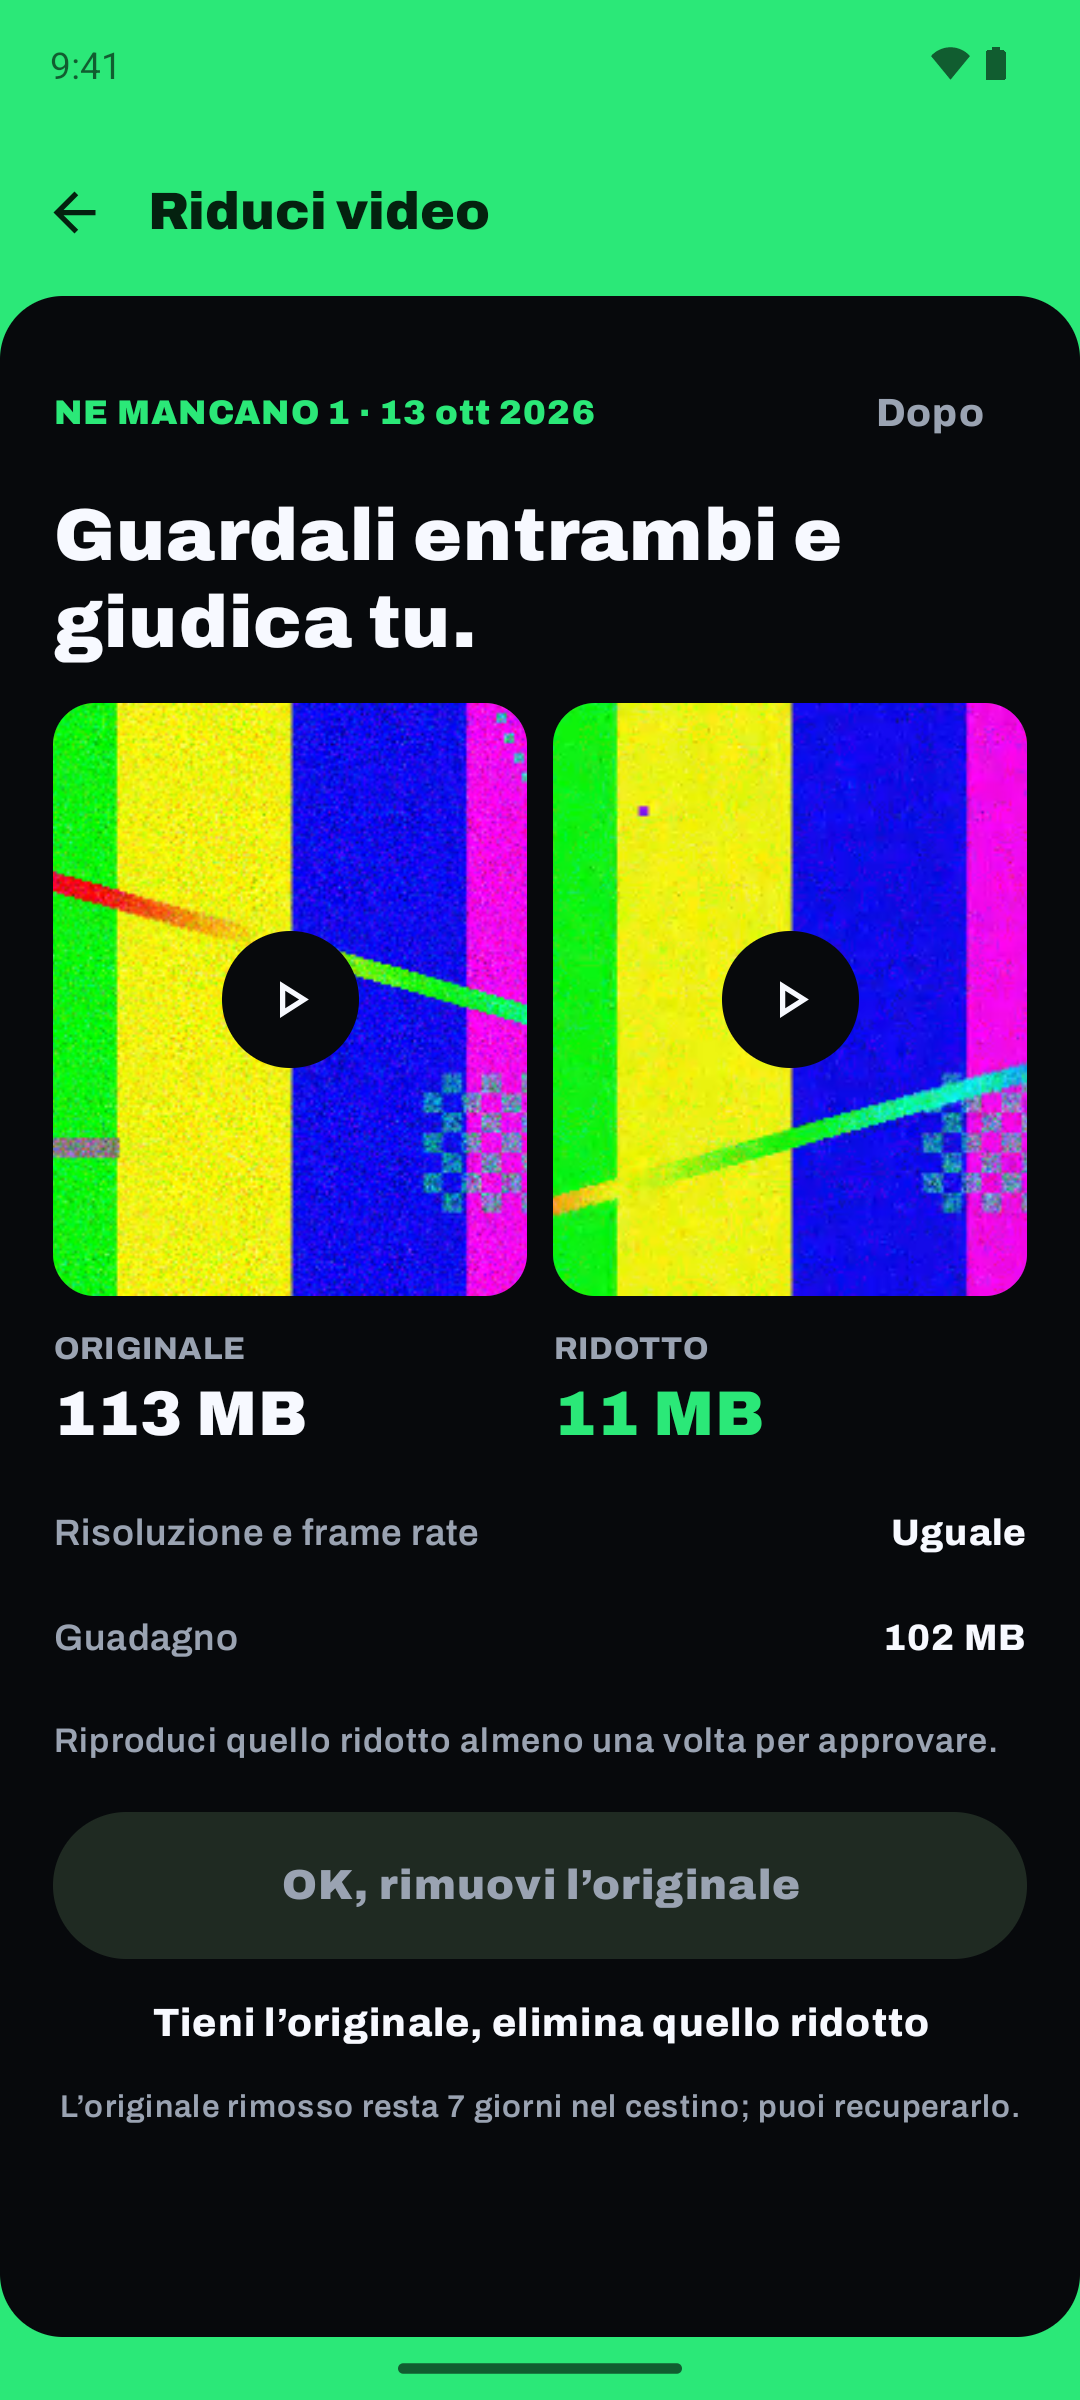 9:41
Riduci video
NE MANCANO 1 · 13 ott 2026
Dopo
Guardali entrambi e
giudica tu.
ORIGINALE
RIDOTTO
113 MB
11 MB
Risoluzione e frame rate
Uguale
Guadagno
102 MB
Riproduci quello ridotto almeno una volta per approvare.
OK, rimuovi l’originale
Tieni l’originale, elimina quello ridotto
L’originale rimosso resta 7 giorni nel cestino; puoi recuperarlo.